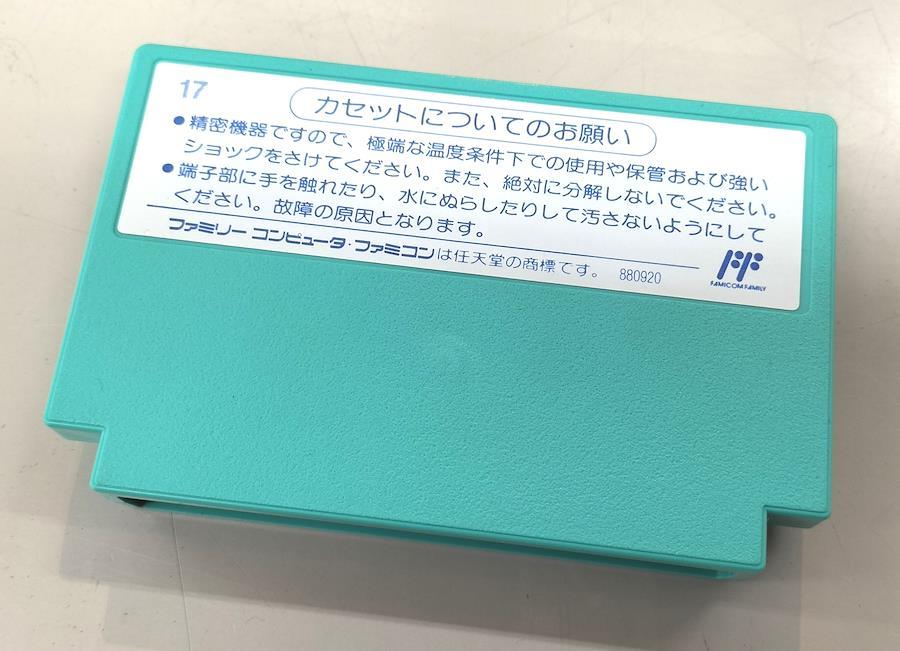 17
カセットについてのお願い
●精密機器ですので、極端な温度条件下での使用や保管および強い
ショックをさけてください。また、絶対に分解しないでください。
●端子部に手を触れたり、水にぬらしたりして汚さないようにして
ください。故障の原因となります。
ファミリー コンピュータ・ファミコンは任天堂の商標です。 880920
FAMICOM FAMILY